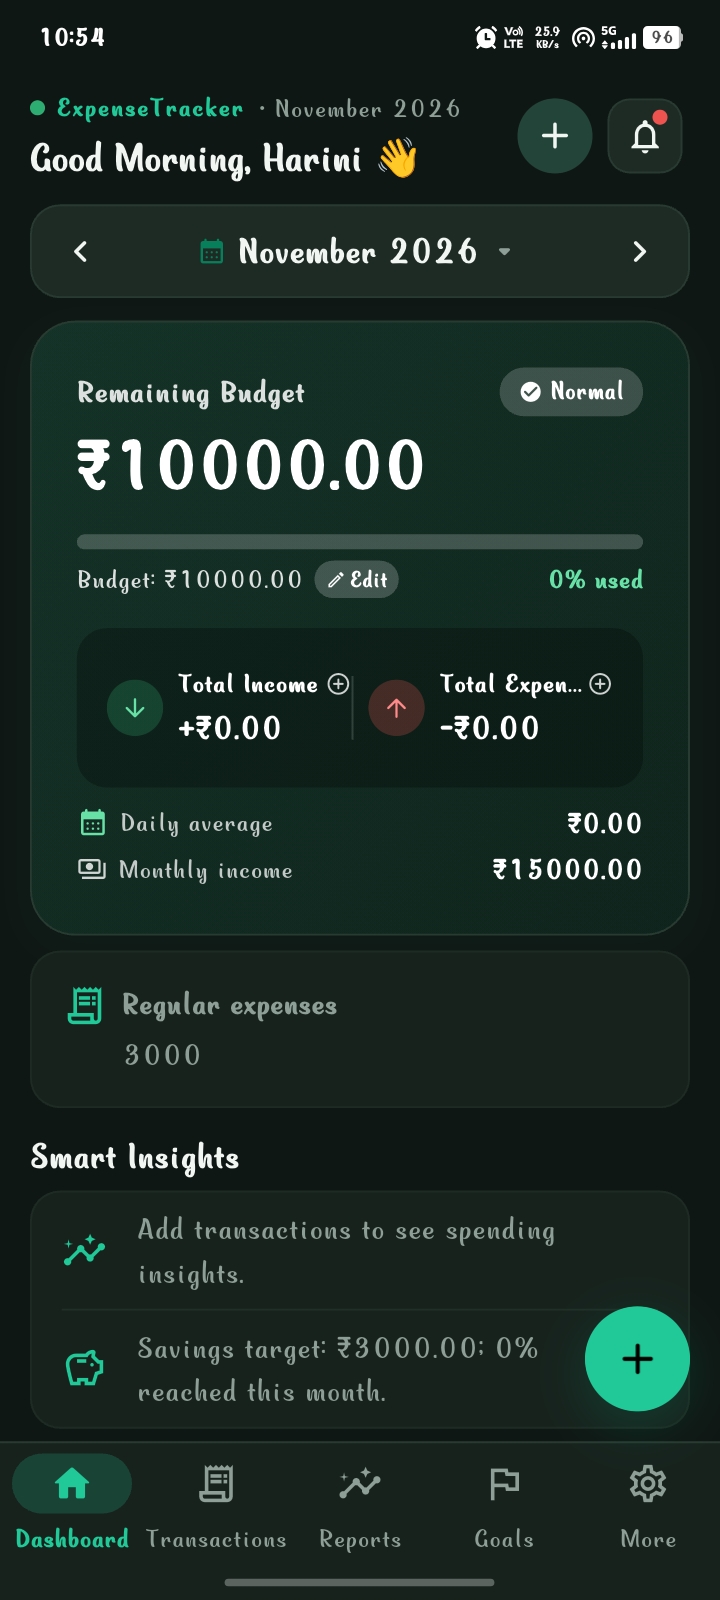 10:54
Vo) LTE
25.9 KB/s
5G
96
ExpenseTracker · November 2026
Good Morning, Harini 👋
November 2026
Remaining Budget
Normal
₹10000.00
Budget: ₹10000.00
Edit
0% used
Total Income
Total Expen...
+₹0.00
-₹0.00
Daily average
₹0.00
Monthly income
₹15000.00
Regular expenses
3000
Smart Insights
Add transactions to see spending
insights.
Savings target: ₹3000.00; 0%
reached this month.
Dashboard
Transactions
Reports
Goals
More